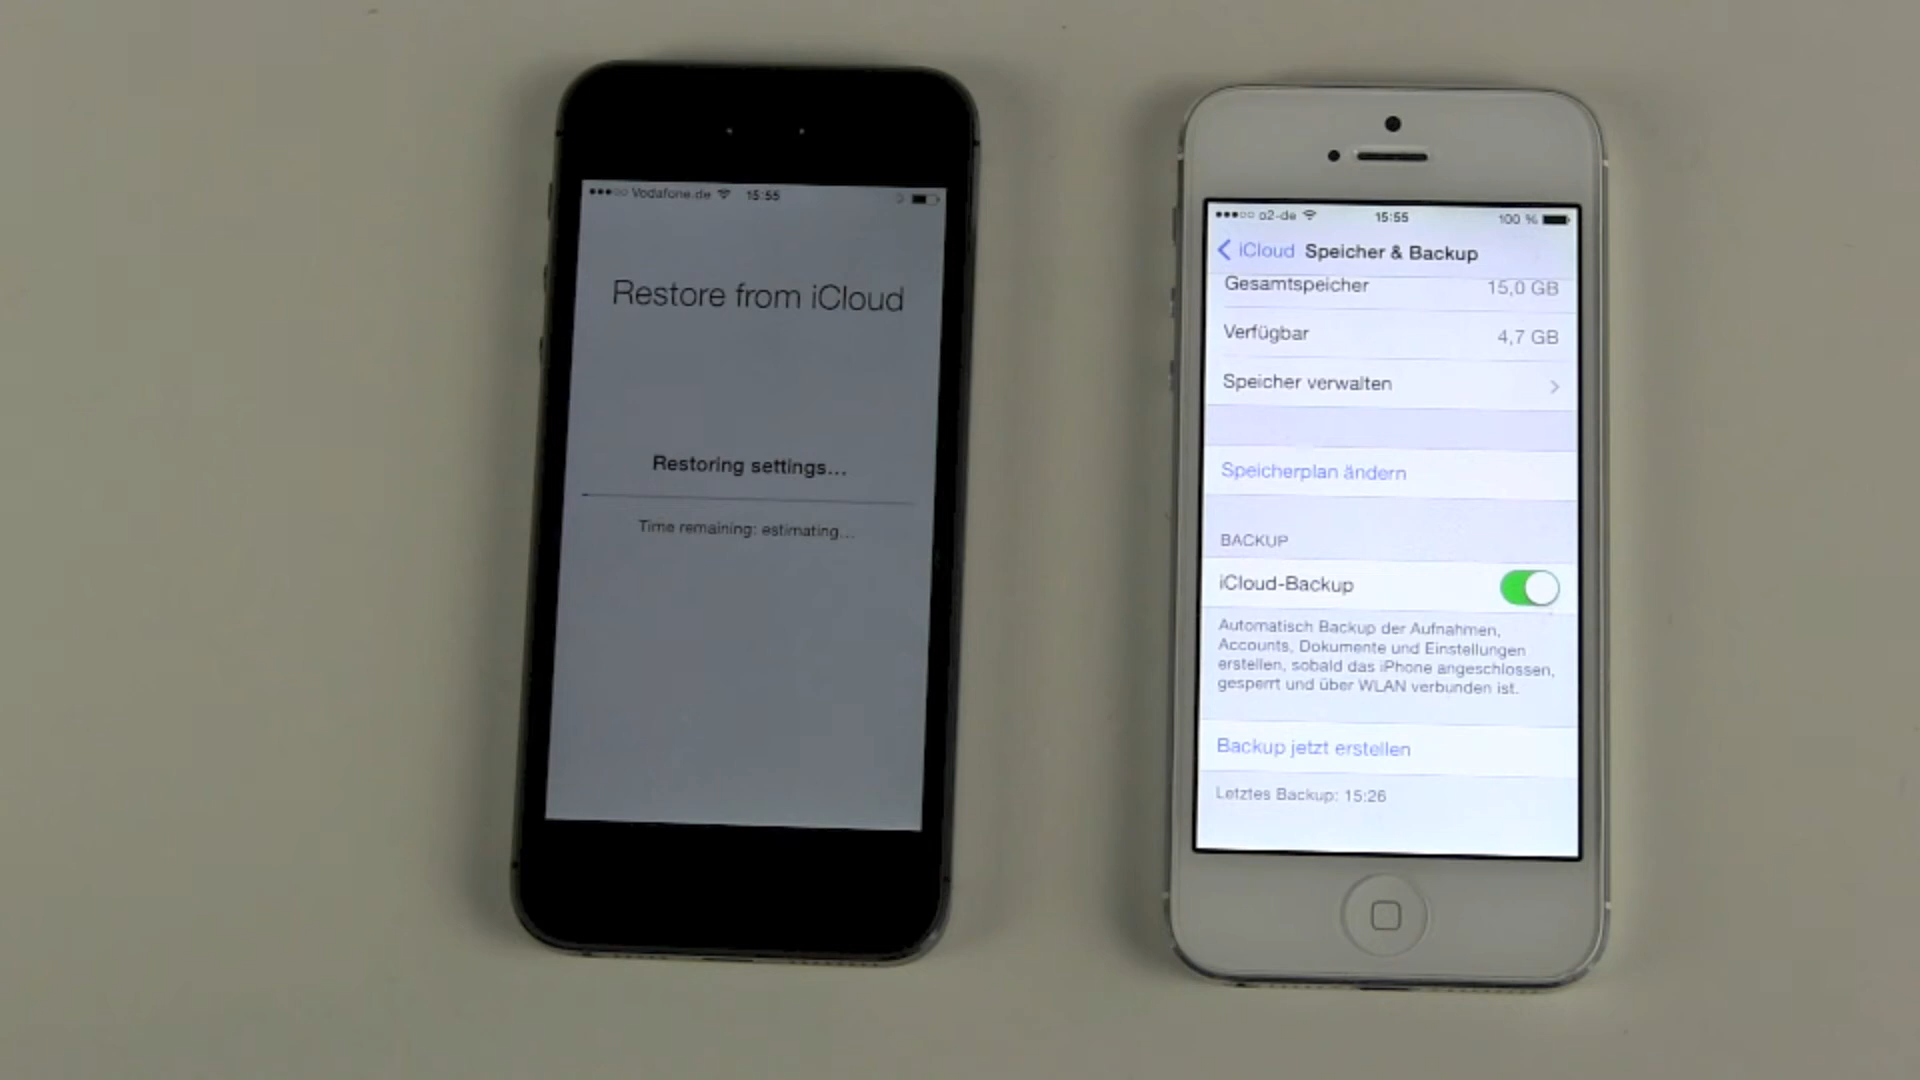 Vodafone.de 15:55
Restore from iCloud
Restoring settings...
Time remaining: estimating...
o2-de 15:55 100 %
iCloud Speicher & Backup
Gesamtspeicher 15,0 GB
Verfügbar 4,7 GB
Speicher verwalten
Speicherplan ändern
BACKUP
iCloud-Backup
Automatisch Backup der Aufnahmen,
Accounts, Dokumente und Einstellungen
erstellen, sobald das iPhone angeschlossen,
gesperrt und über WLAN verbunden ist.
Backup jetzt erstellen
Letztes Backup: 15:26